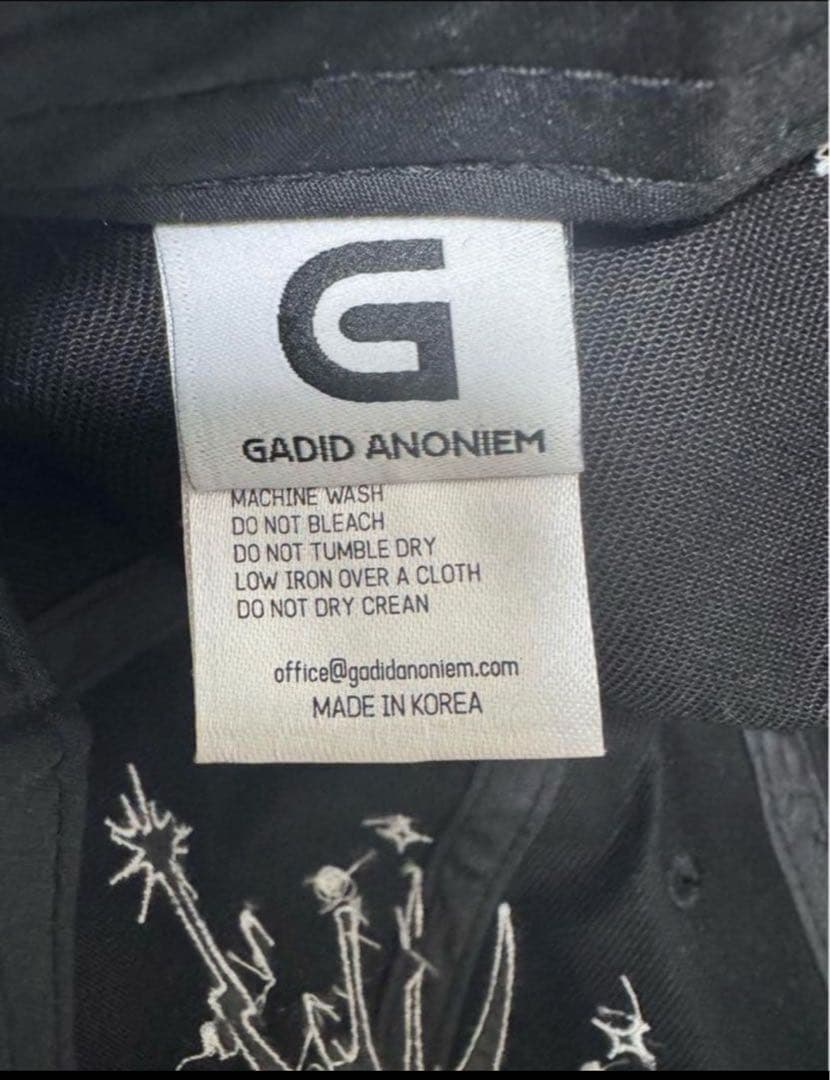 G
GADID ANONIEM
MACHINE WASH
DO NOT BLEACH
DO NOT TUMBLE DRY
LOW IRON OVER A CLOTH
DO NOT DRY CREAN
office@gadidanoniem.com
MADE IN KOREA